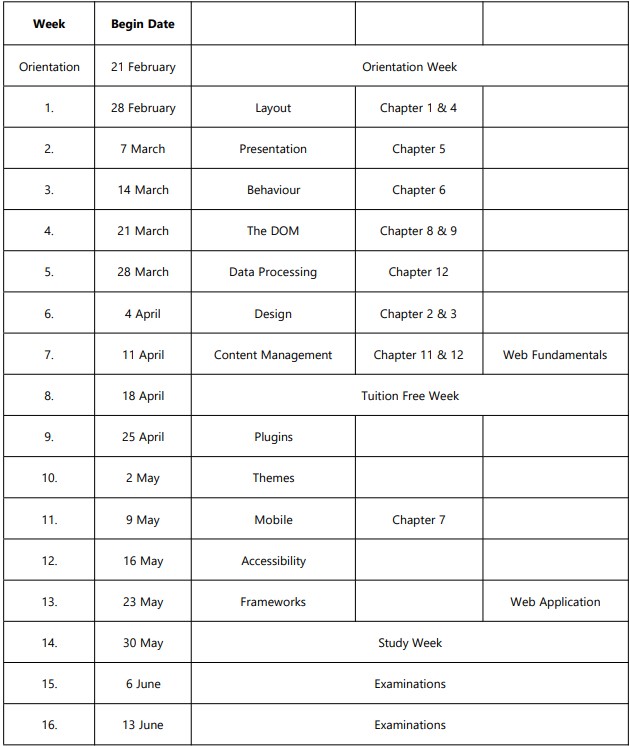 Week Begin Date
Orientation 21 February Orientation Week
1. 28 February Layout Chapter 1 & 4
2. 7 March Presentation Chapter 5
3. 14 March Behaviour Chapter 6
4. 21 March The DOM Chapter 8 & 9
5. 28 March Data Processing Chapter 12
6. 4 April Design Chapter 2 & 3
7. 11 April Content Management Chapter 11 & 12 Web Fundamentals
8. 18 April Tuition Free Week
9. 25 April Plugins
10. 2 May Themes
11. 9 May Mobile Chapter 7
12. 16 May Accessibility
13. 23 May Frameworks Web Application
14. 30 May Study Week
15. 6 June Examinations
16. 13 June Examinations